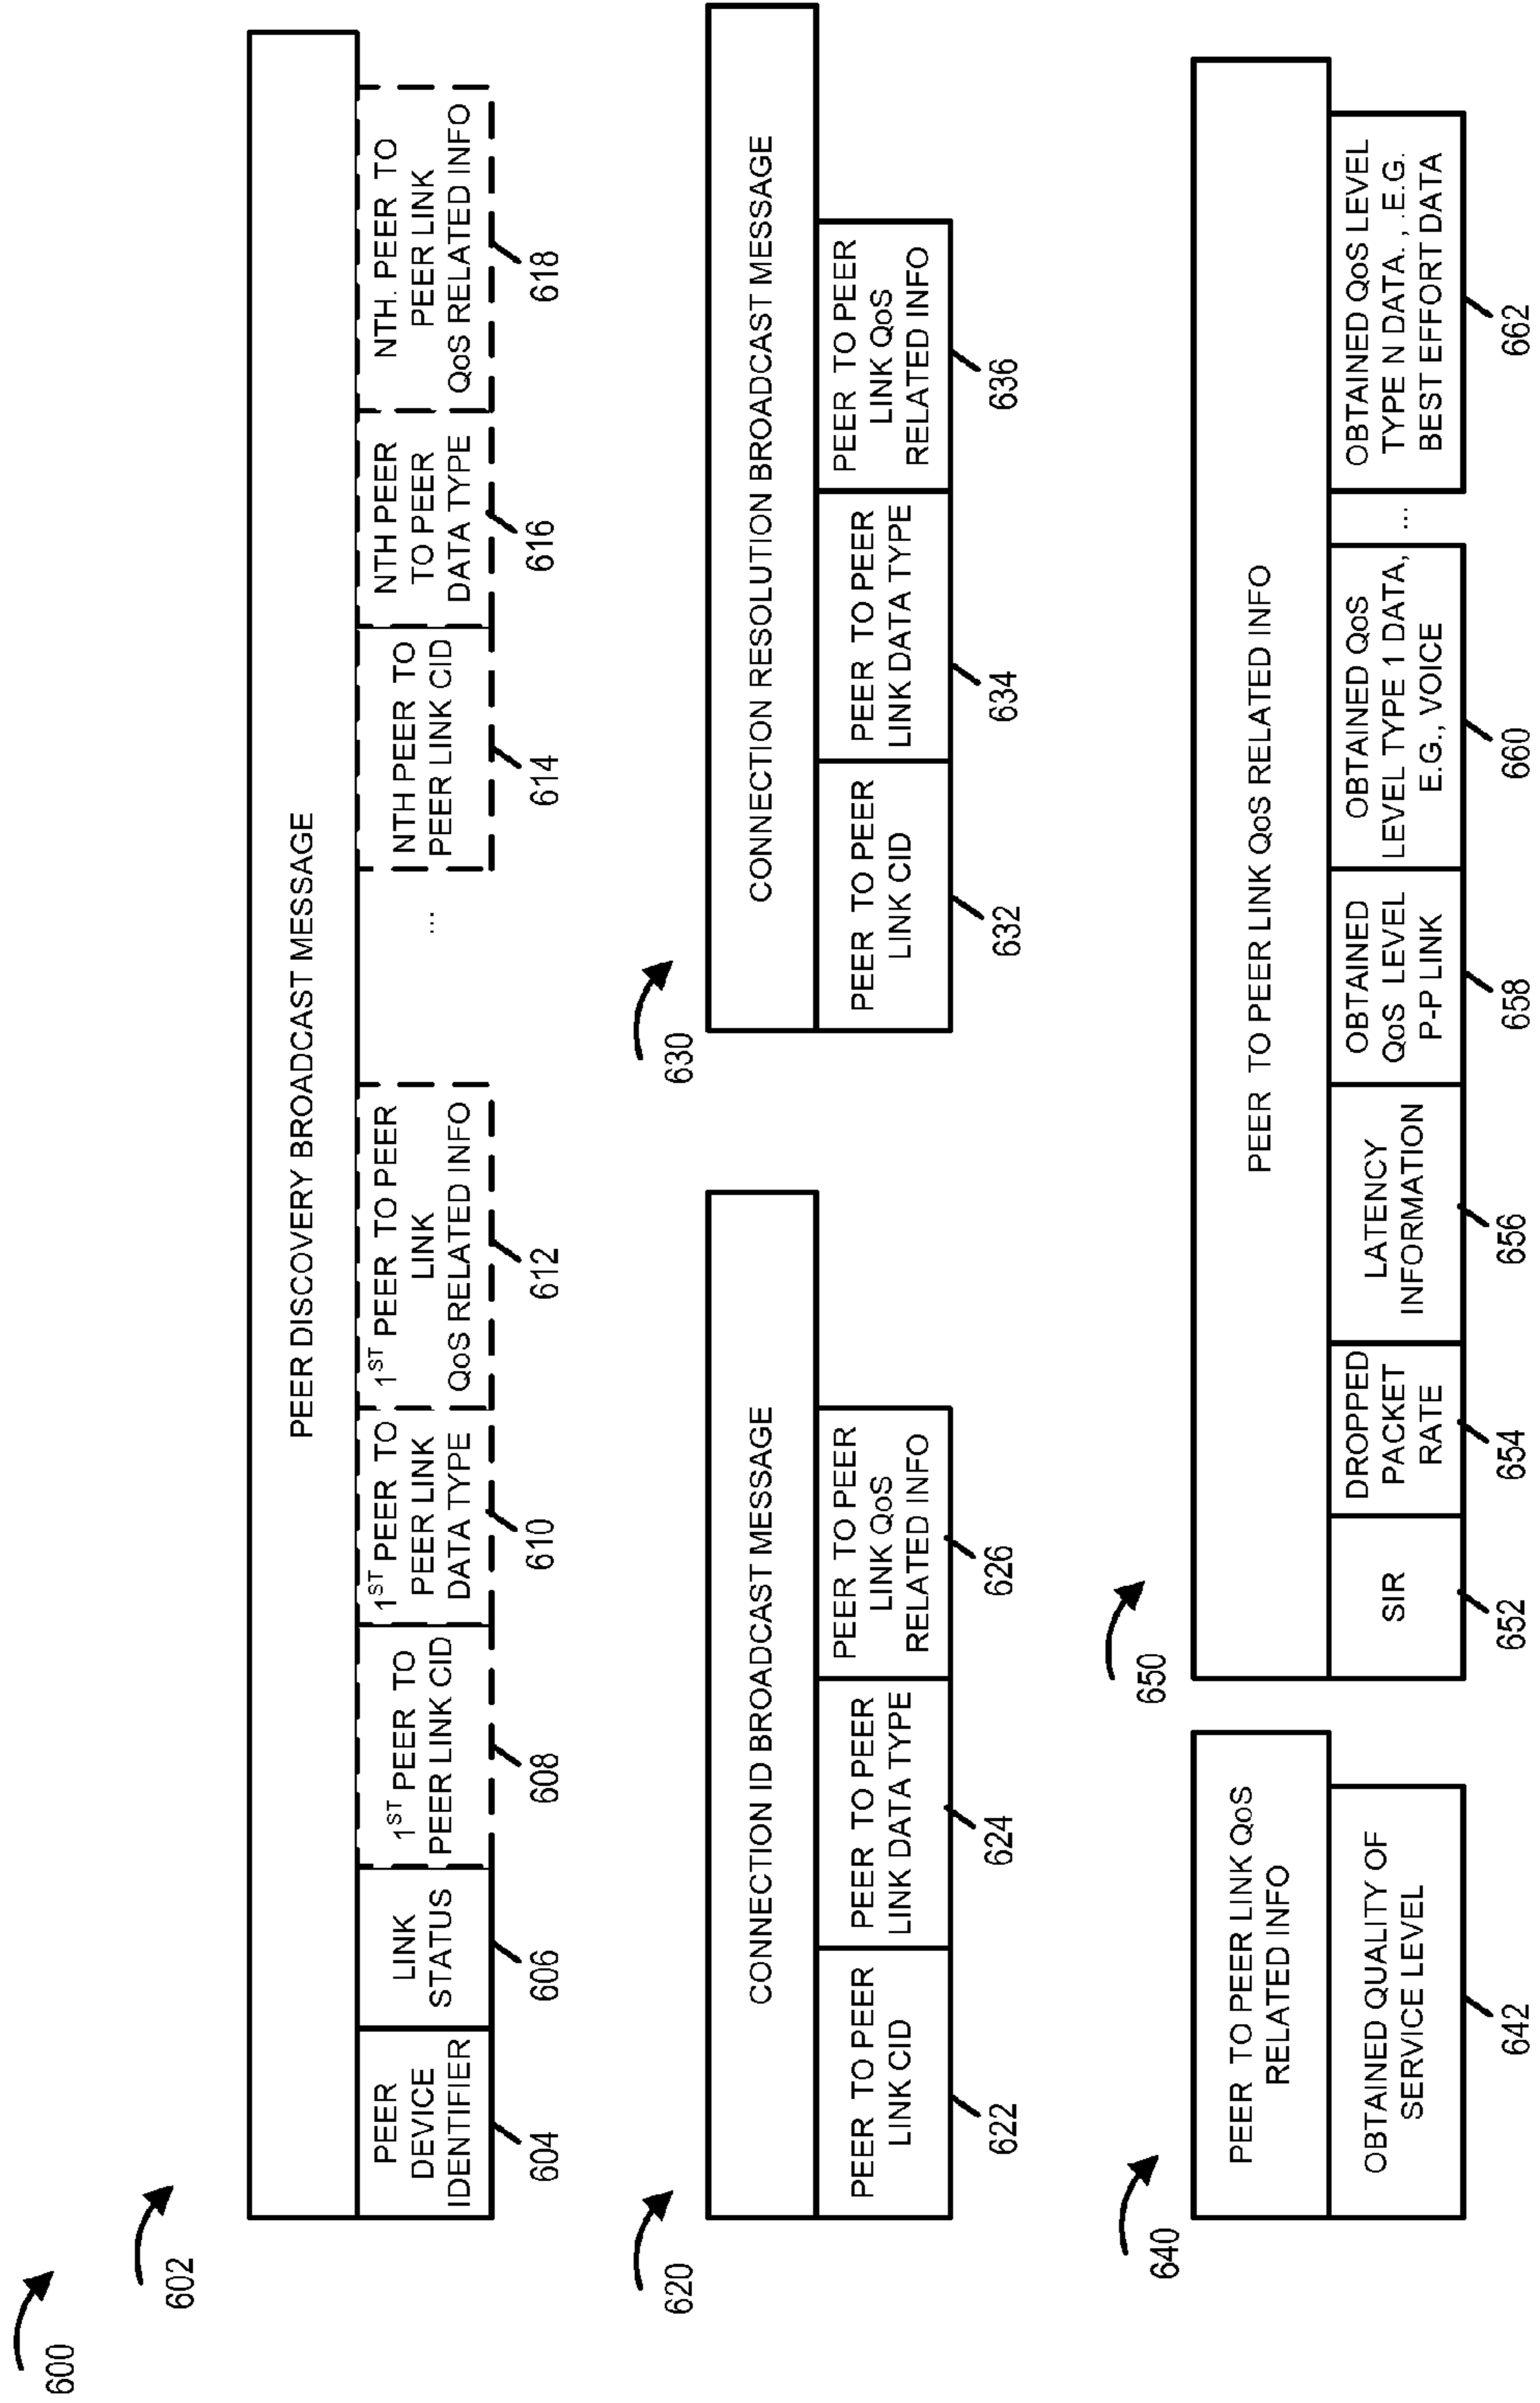 600
602
PEER DISCOVERY BROADCAST MESSAGE
PEER
DEVICE
IDENTIFIER
604
LINK
STATUS
606
1ST PEER TO
PEER LINK CID
608
1ST PEER TO
PEER LINK
DATA TYPE
610
1ST PEER TO PEER
LINK
QoS RELATED INFO
612
...
NTH PEER TO
PEER LINK CID
614
NTH PEER
TO PEER
DATA TYPE
616
NTH. PEER TO
PEER LINK
QoS RELATED INFO
618
620
CONNECTION ID BROADCAST MESSAGE
PEER TO PEER
LINK CID
622
PEER TO PEER
LINK DATA TYPE
624
PEER TO PEER
LINK QoS
RELATED INFO
626
630
CONNECTION RESOLUTION BROADCAST MESSAGE
PEER TO PEER
LINK CID
632
PEER TO PEER
LINK DATA TYPE
634
PEER TO PEER
LINK QoS
RELATED INFO
636
640
PEER TO PEER LINK QoS
RELATED INFO
OBTAINED QUALITY OF
SERVICE LEVEL
642
650
PEER TO PEER LINK QoS RELATED INFO
SIR
652
DROPPED
PACKET
RATE
654
LATENCY
INFORMATION
656
OBTAINED
QoS LEVEL
P-P LINK
658
OBTAINED QoS
LEVEL TYPE 1 DATA,
E.G., VOICE
660
...
OBTAINED QoS LEVEL
TYPE N DATA., .E.G.
BEST EFFORT DATA
662